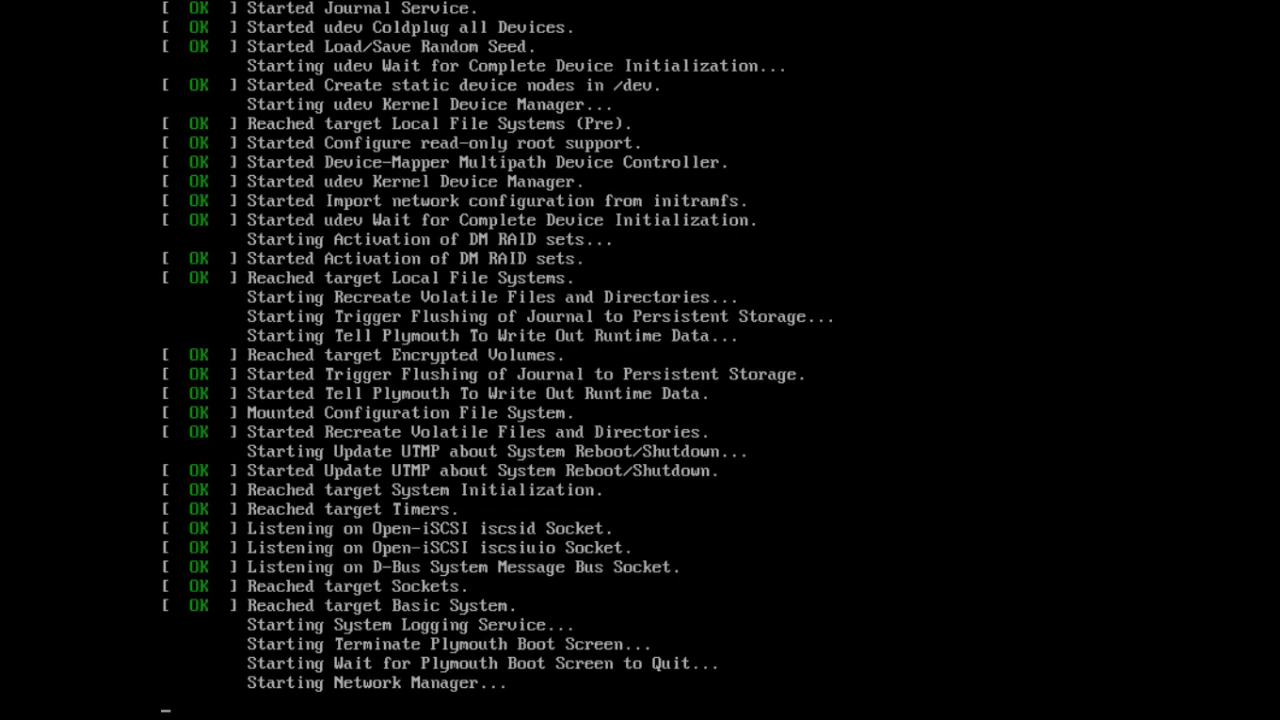 [  OK  ] Started Journal Service.
[  OK  ] Started udev Coldplug all Devices.
[  OK  ] Started Load/Save Random Seed.
         Starting udev Wait for Complete Device Initialization...
[  OK  ] Started Create static device nodes in /dev.
         Starting udev Kernel Device Manager...
[  OK  ] Reached target Local File Systems (Pre).
[  OK  ] Started Configure read-only root support.
[  OK  ] Started Device-Mapper Multipath Device Controller.
[  OK  ] Started udev Kernel Device Manager.
[  OK  ] Started Import network configuration from initramfs.
[  OK  ] Started udev Wait for Complete Device Initialization.
         Starting Activation of DM RAID sets...
[  OK  ] Started Activation of DM RAID sets.
[  OK  ] Reached target Local File Systems.
         Starting Recreate Volatile Files and Directories...
         Starting Trigger Flushing of Journal to Persistent Storage...
         Starting Tell Plymouth To Write Out Runtime Data...
[  OK  ] Reached target Encrypted Volumes.
[  OK  ] Started Trigger Flushing of Journal to Persistent Storage.
[  OK  ] Started Tell Plymouth To Write Out Runtime Data.
[  OK  ] Mounted Configuration File System.
[  OK  ] Started Recreate Volatile Files and Directories.
         Starting Update UTMP about System Reboot/Shutdown...
[  OK  ] Started Update UTMP about System Reboot/Shutdown.
[  OK  ] Reached target System Initialization.
[  OK  ] Reached target Timers.
[  OK  ] Listening on Open-iSCSI iscsid Socket.
[  OK  ] Listening on Open-iSCSI iscsiuio Socket.
[  OK  ] Listening on D-Bus System Message Bus Socket.
[  OK  ] Reached target Sockets.
[  OK  ] Reached target Basic System.
         Starting System Logging Service...
         Starting Terminate Plymouth Boot Screen...
         Starting Wait for Plymouth Boot Screen to Quit...
         Starting Network Manager...
_